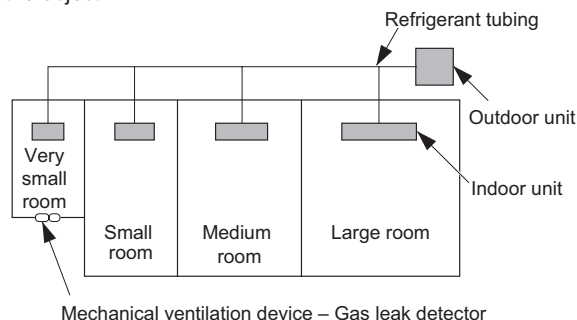 Refrigerant tubing
Outdoor unit
Indoor unit
Very
small
room
Small
room
Medium
room
Large room
Mechanical ventilation device – Gas leak detector